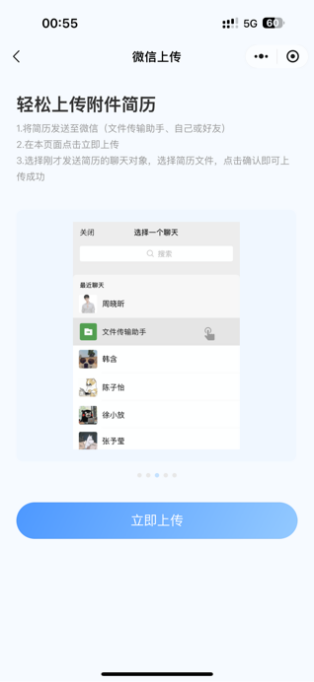 00:55
5G 60
微信上传
轻松上传附件简历
1.将简历发送至微信（文件传输助手、自己或好友）
2.在本页面点击立即上传
3.选择刚才发送简历的聊天对象，选择简历文件，点击确认即可上
传成功
关闭 选择一个聊天
搜索
最近聊天
周晓昕
文件传输助手
韩含
陈子怡
徐小放
张予莹
立即上传